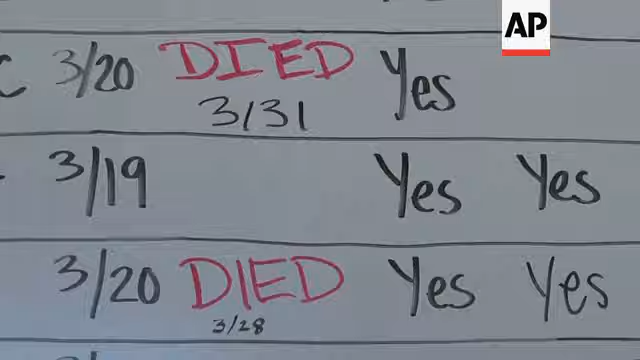 AP
3/20 DIED Yes
3/31
3/19 Yes Yes
3/20 DIED Yes Yes
3/28